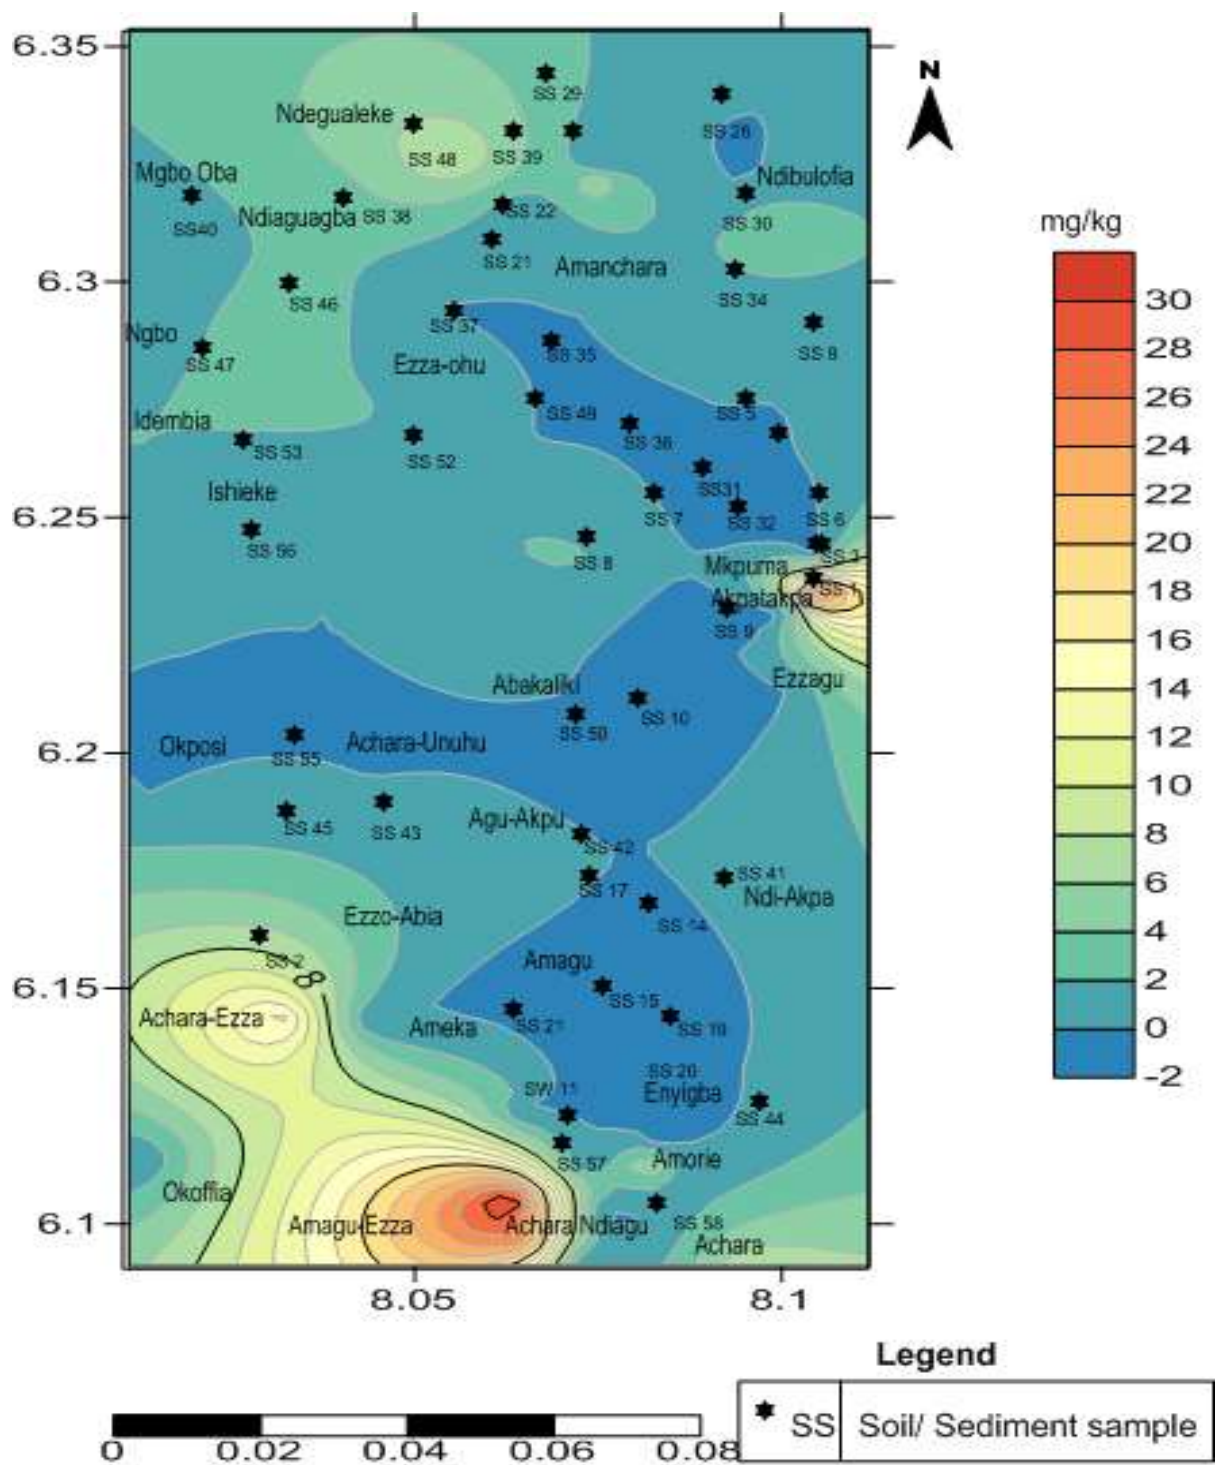 6.35
N
SS 29
Ndegualeke
SS 26
SS 48
SS 39
Mgbo Oba
Ndibulofia
SS40
Ndiaguagba
SS 38
SS 22
SS 30
mg/kg
SS 21
Amanchara
6.3
SS 46
SS 34
30
SS 37
Ngbo
SS 47
Ezza-ohu
SS 35
SS 8
28
26
Idembia
SS 53
SS 52
SS 49
SS 36
SS 5
24
Ishieke
SS31
22
6.25
SS 56
SS 7
SS 32
SS 6
20
SS 8
SS 3
Mkpuma
Akpatakpa
SS 1
18
SS 9
16
Abakaliki
Ezzagu
14
SS 50
SS 10
12
6.2
Okposi
SS 55
Achara-Unuhu
10
SS 45
SS 43
Agu-Akpu
SS 42
8
SS 17
SS 41
Ndi-Akpa
6
Ezzo-Abia
SS 14
4
SS 2
Amagu
2
6.15
SS 15
Achara-Ezza
Ameka
SS 21
SS 19
0
SS 20
-2
SW 11
Enyigba
SS 44
SS 57
Amorie
Okoffia
6.1
Amagu-Ezza
Achara Ndiagu
SS 58
Achara
8.05
8.1
Legend
SS
Soil/ Sediment sample
0
0.02
0.04
0.06
0.08